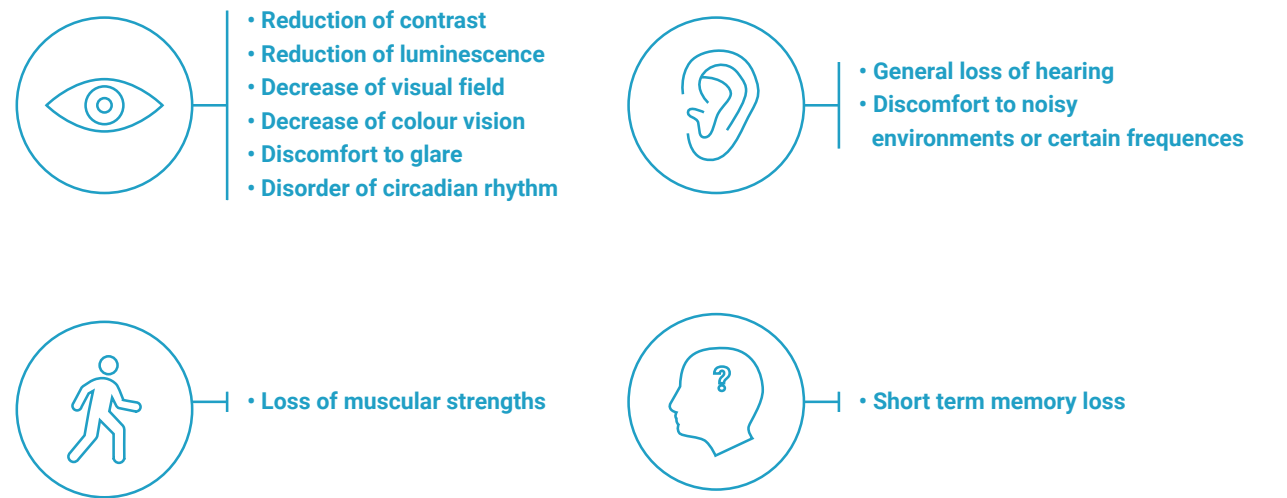 • Reduction of contrast
• Reduction of luminescence
• Decrease of visual field
• Decrease of colour vision
• Discomfort to glare
• Disorder of circadian rhythm
• General loss of hearing
• Discomfort to noisy
environments or certain frequences
• Loss of muscular strengths
?
• Short term memory loss